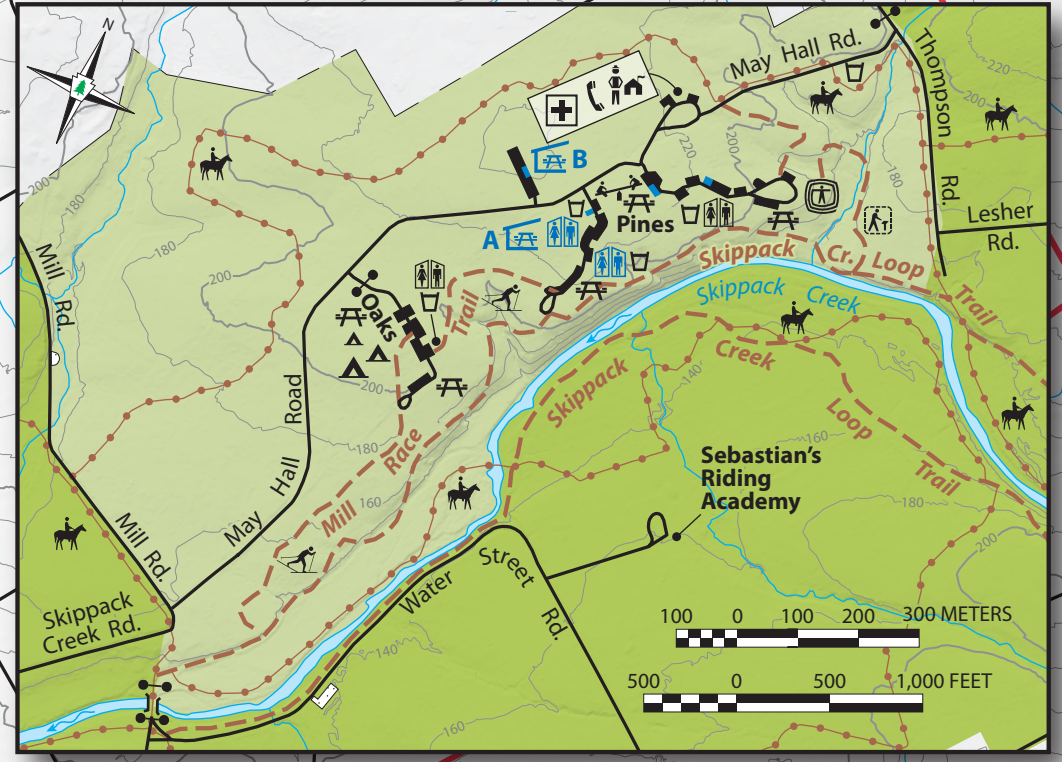 N
May Hall Rd.
Thompson
Rd.
Lesher
Rd.
220
200
180
200
180
220
200
180
200
180
B
A
Pines
Skippack
Cr.
Loop
Trail
Skippack
Creek
Oaks
Trail
Mill
Rd.
May
Hall
Road
200
180
160
Mill
Race
Skippack
Creek
Loop
Trail
140
160
180
200
Sebastian's
Riding
Academy
Mill Rd.
Skippack
Creek Rd.
Water
Street
Rd.
140
160
100 0 100 200 300 METERS
500 0 500 1,000 FEET